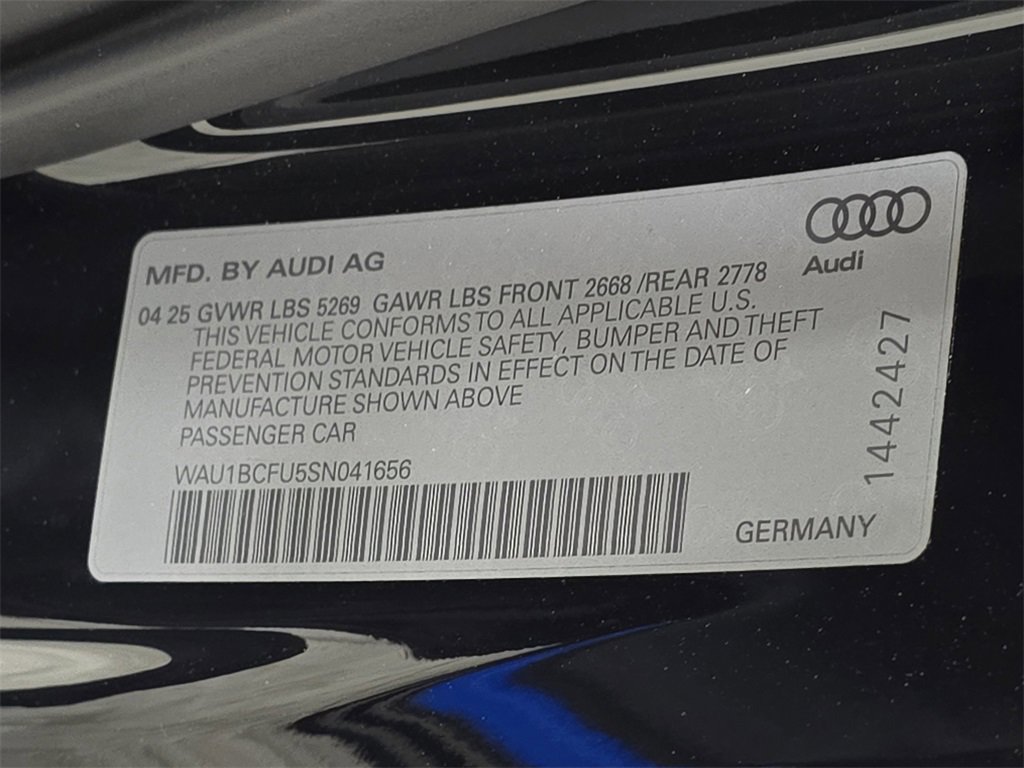 MFD. BY AUDI AG
Audi
04 25 GVWR LBS 5269 GAWR LBS FRONT 2668 /REAR 2778
THIS VEHICLE CONFORMS TO ALL APPLICABLE U.S.
FEDERAL MOTOR VEHICLE SAFETY, BUMPER AND THEFT
PREVENTION STANDARDS IN EFFECT ON THE DATE OF
MANUFACTURE SHOWN ABOVE
PASSENGER CAR
WAU1BCFU5SN041656
GERMANY
1442427